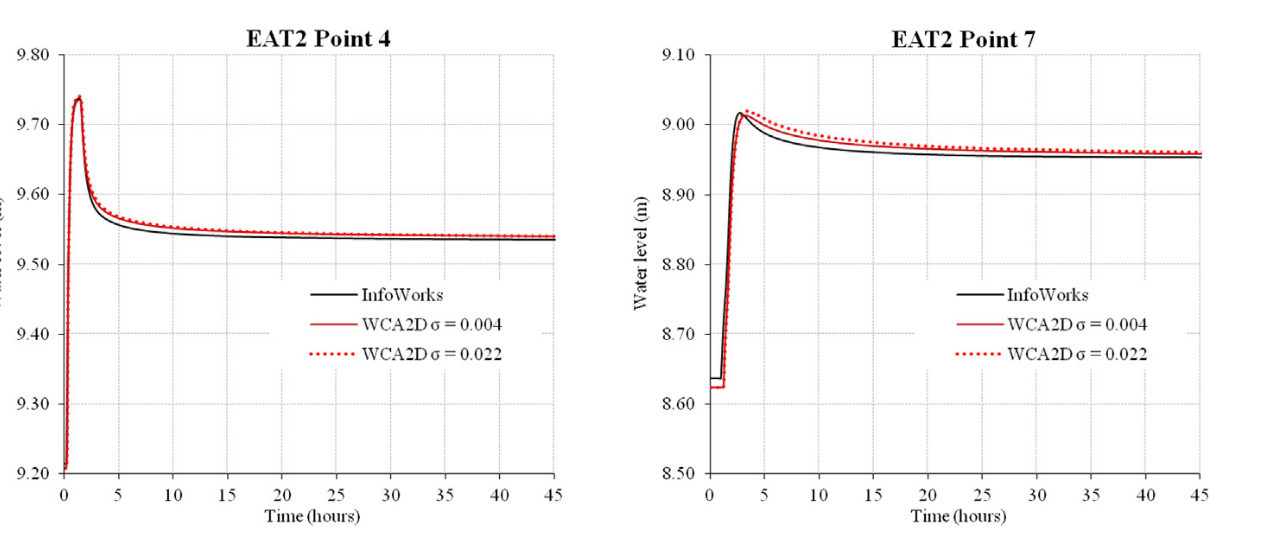 EAT2 Point 4
9.80
9.70
9.60
9.50
9.40
9.30
9.20
0 5 10 15 20 25 30 35 40 45
Time (hours)
InfoWorks
WCA2D σ = 0.004
WCA2D σ = 0.022
EAT2 Point 7
Water level (m)
9.10
9.00
8.90
8.80
8.70
8.60
8.50
0 5 10 15 20 25 30 35 40 45
Time (hours)
InfoWorks
WCA2D σ = 0.004
WCA2D σ = 0.022